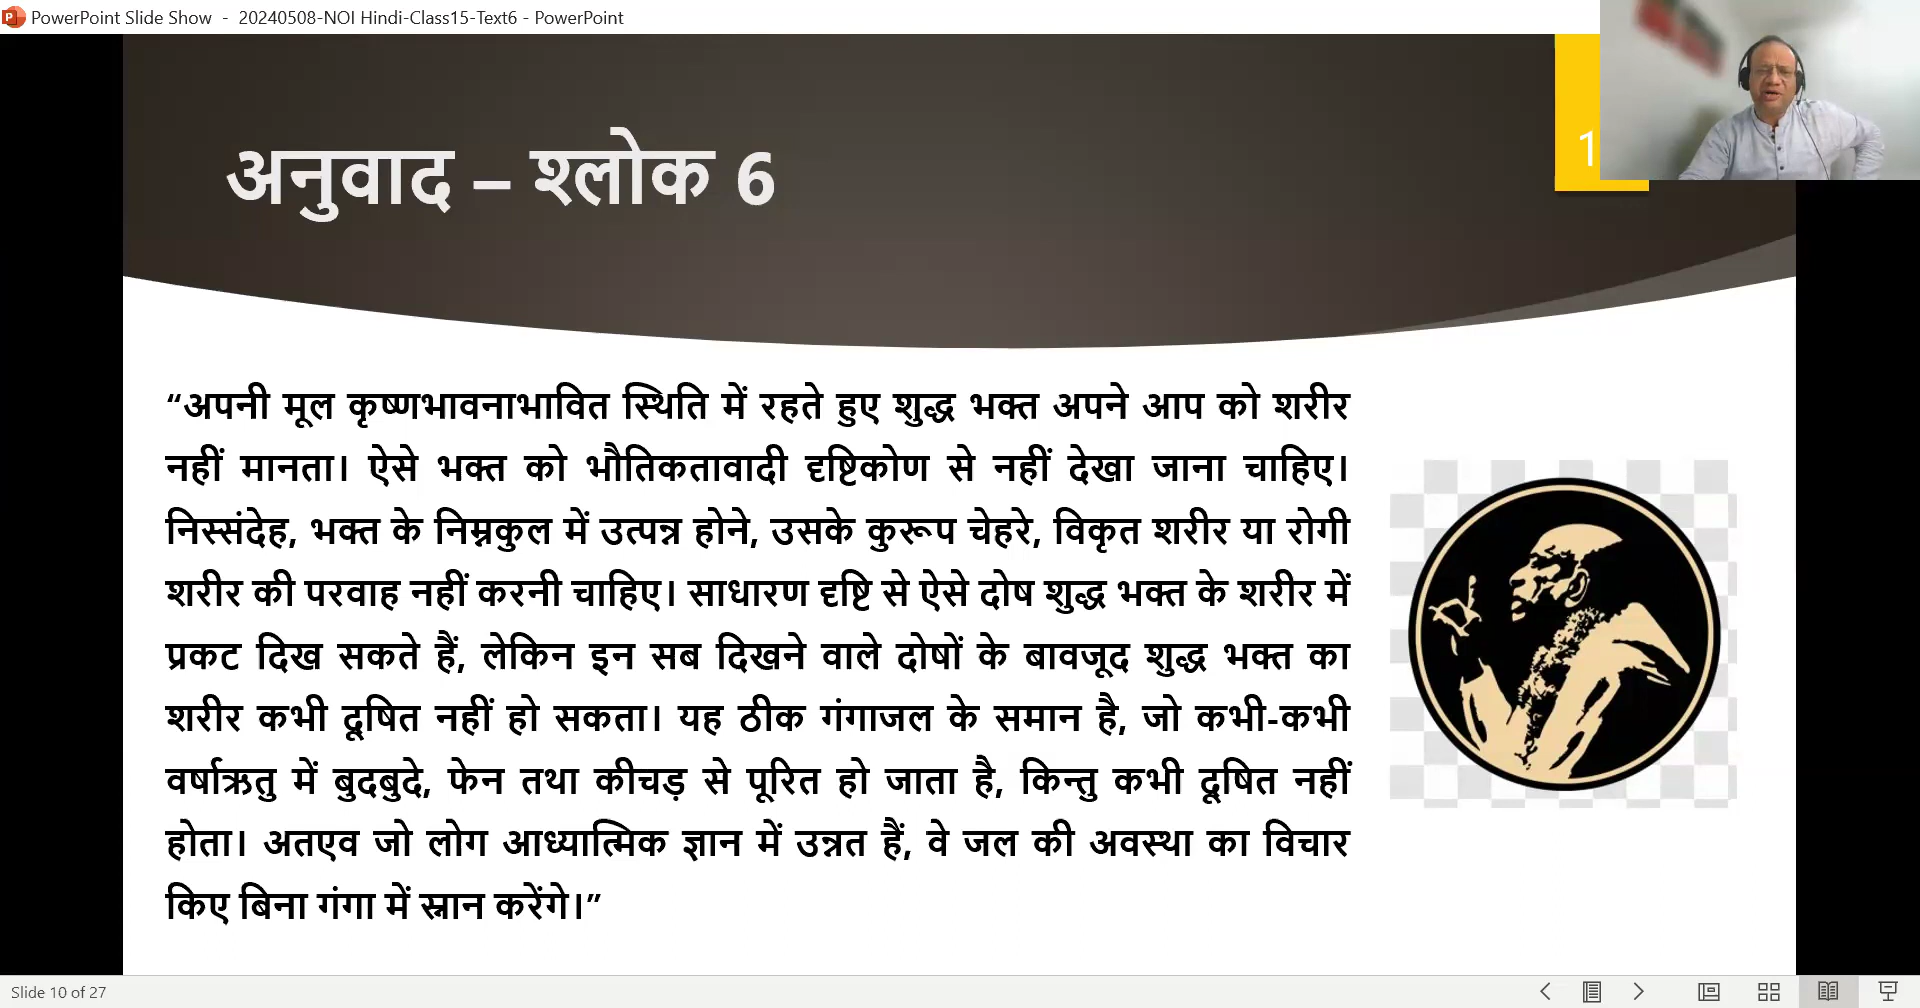 PowerPoint Slide Show - 20240508-NOI Hindi-Class15-Text6 - PowerPoint
अनुवाद – श्लोक 6
1
“अपनी मूल कृष्णभावनाभावित स्थिति में रहते हुए शुद्ध भक्त अपने आप को शरीर
नहीं मानता। ऐसे भक्त को भौतिकतावादी दृष्टिकोण से नहीं देखा जाना चाहिए।
निस्संदेह, भक्त के निम्नकुल में उत्पन्न होने, उसके कुरूप चेहरे, विकृत शरीर या रोगी
शरीर की परवाह नहीं करनी चाहिए। साधारण दृष्टि से ऐसे दोष शुद्ध भक्त के शरीर में
प्रकट दिख सकते हैं, लेकिन इन सब दिखने वाले दोषों के बावजूद शुद्ध भक्त का
शरीर कभी दूषित नहीं हो सकता। यह ठीक गंगाजल के समान है, जो कभी-कभी
वर्षाऋतु में बुदबुदे, फेन तथा कीचड़ से पूरित हो जाता है, किन्तु कभी दूषित नहीं
होता। अतएव जो लोग आध्यात्मिक ज्ञान में उन्नत हैं, वे जल की अवस्था का विचार
किए बिना गंगा में स्नान करेंगे।”
Slide 10 of 27